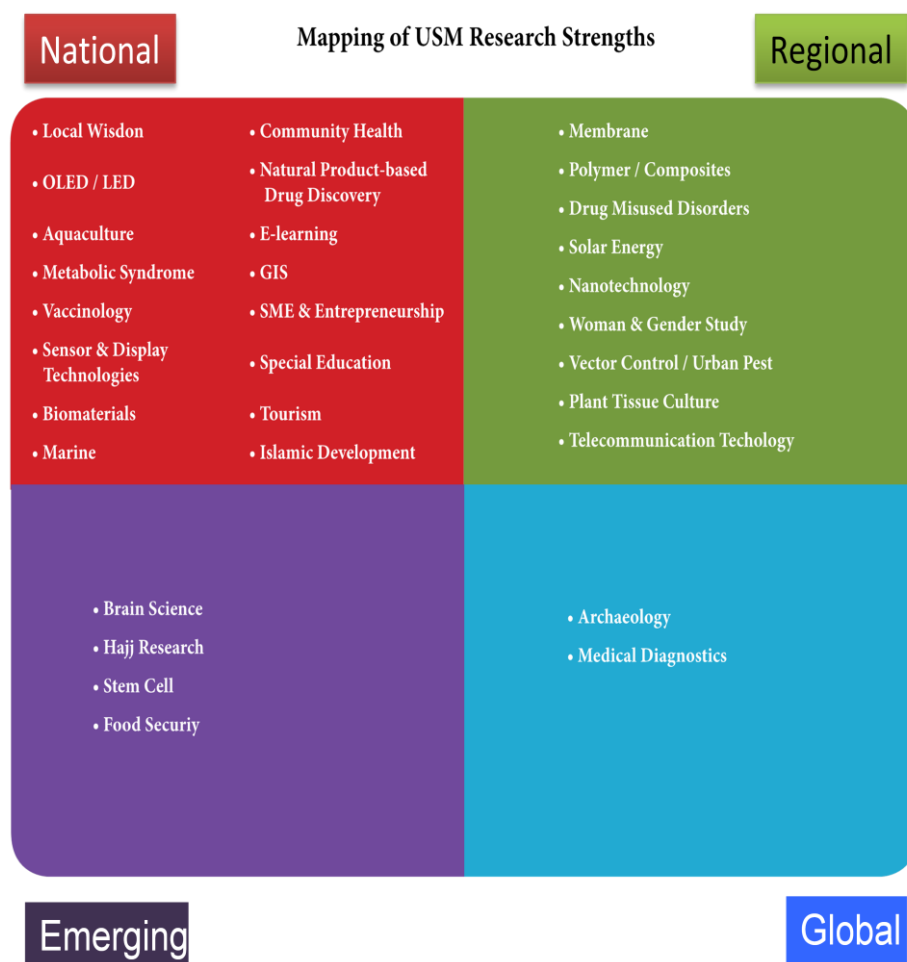 National
Mapping of USM Research Strengths
Regional
• Local Wisdon
• OLED / LED
• Aquaculture
• Metabolic Syndrome
• Vaccinology
• Sensor & Display
Technologies
• Biomaterials
• Marine
• Community Health
• Natural Product-based
Drug Discovery
• E-learning
• GIS
• SME & Entrepreneurship
• Special Education
• Tourism
• Islamic Development
• Membrane
• Polymer / Composites
• Drug Misused Disorders
• Solar Energy
• Nanotechnology
• Woman & Gender Study
• Vector Control / Urban Pest
• Plant Tissue Culture
• Telecommunication Techology
• Brain Science
• Hajj Research
• Stem Cell
• Food Securiy
• Archaeology
• Medical Diagnostics
Emerging
Global